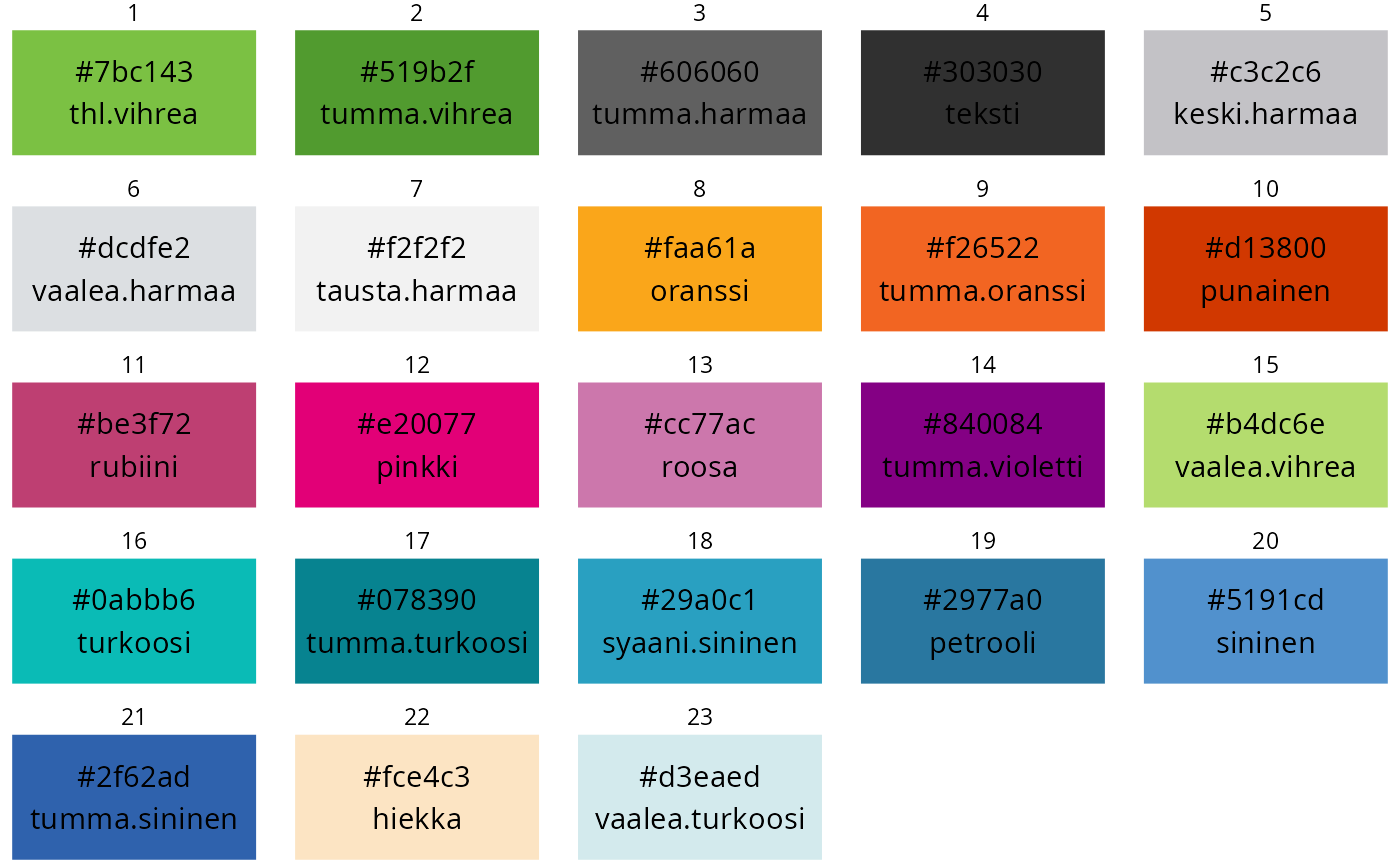 1
#7bc143
thl.vihrea
2
#519b2f
tumma.vihrea
3
#606060
tumma.harmaa
4
#303030
teksti
5
#c3c2c6
keski.harmaa
6
#dcdfe2
vaalea.harmaa
7
#f2f2f2
tausta.harmaa
8
#faa61a
oranssi
9
#f26522
tumma.oranssi
10
#d13800
punainen
11
#be3f72
rubiini
12
#e20077
pinkki
13
#cc77ac
roosa
14
#840084
tumma.violetti
15
#b4dc6e
vaalea.vihrea
16
#0abbb6
turkoosi
17
#078390
tumma.turkoosi
18
#29a0c1
syaani.sininen
19
#2977a0
petrooli
20
#5191cd
sininen
21
#2f62ad
tumma.sininen
22
#fce4c3
hiekka
23
#d3eaed
vaalea.turkoosi